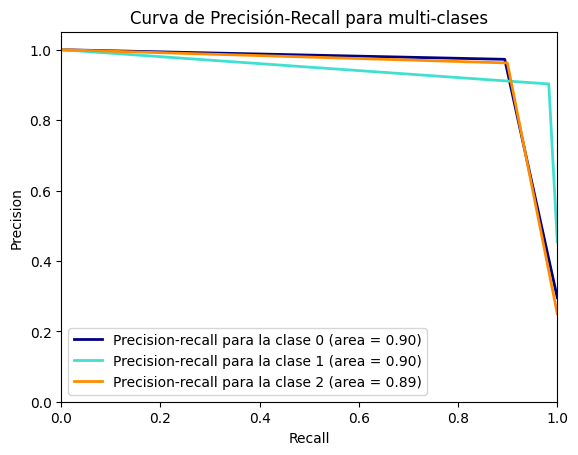 Curva de Precisión-Recall para multi-clases
1.0
0.8
0.6
0.4
0.2
0.0
Precision
Precision-recall para la clase 0 (area = 0.90)
Precision-recall para la clase 1 (area = 0.90)
Precision-recall para la clase 2 (area = 0.89)
0.0 0.2 0.4 0.6 0.8 1.0
Recall